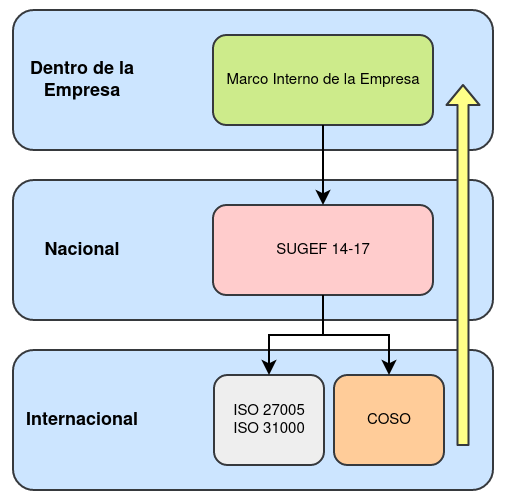 Dentro de la
Empresa
Marco Interno de la Empresa
Nacional
SUGEF 14-17
Internacional
ISO 27005
ISO 31000
COSO